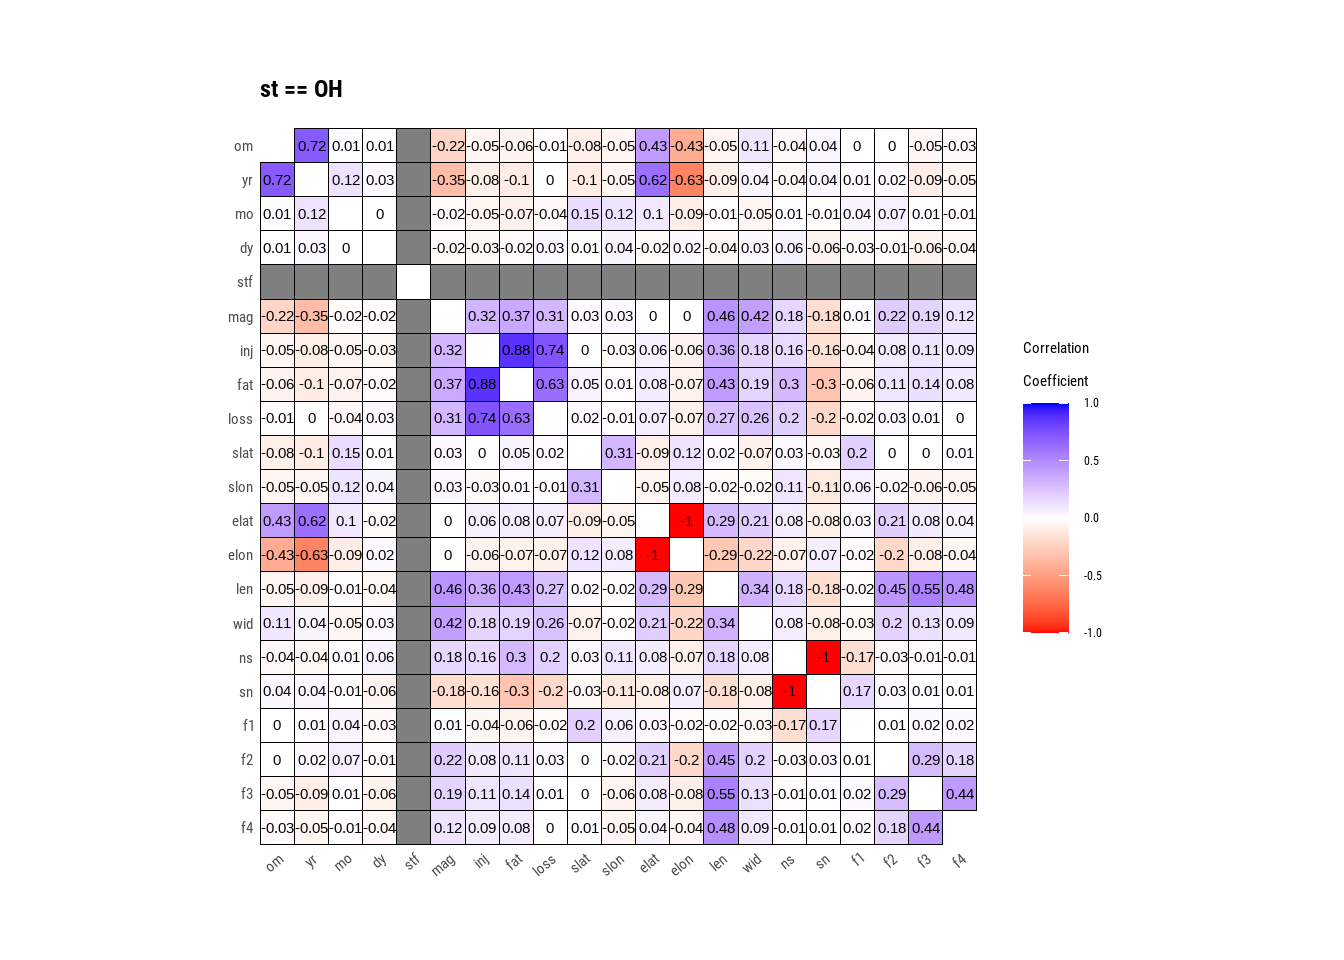 st == OH
om 0.72 0.01 0.01 -0.22 -0.05 -0.06 -0.01 -0.08 -0.05 0.43 -0.43 -0.05 0.11 -0.04 0.04 0 0 -0.05 -0.03
yr 0.72 0.12 0.03 -0.35 -0.08 -0.1 0 -0.1 -0.05 0.62 -0.63 -0.09 0.04 -0.04 0.04 0.01 0.02 -0.09 -0.05
mo 0.01 0.12 0 -0.02 -0.05 -0.07 -0.04 0.15 0.12 0.1 -0.09 -0.01 -0.05 0.01 -0.01 0.04 0.07 0.01 -0.01
dy 0.01 0.03 0 -0.02 -0.03 -0.02 0.03 0.01 0.04 -0.02 0.02 -0.04 0.03 0.06 -0.06 -0.03 -0.01 -0.06 -0.04
stf
mag -0.22 -0.35 -0.02 -0.02 0.32 0.37 0.31 0.03 0.03 0 0 0.46 0.42 0.18 -0.18 0.01 0.22 0.19 0.12
inj -0.05 -0.08 -0.05 -0.03 0.32 0.88 0.74 0 -0.03 0.06 -0.06 0.36 0.18 0.16 -0.16 -0.04 0.08 0.11 0.09
fat -0.06 -0.1 -0.07 -0.02 0.37 0.88 0.63 0.05 0.01 0.08 -0.07 0.43 0.19 0.3 -0.3 -0.06 0.11 0.14 0.08
loss -0.01 0 -0.04 0.03 0.31 0.74 0.63 0.02 -0.01 0.07 -0.07 0.27 0.26 0.2 -0.2 -0.02 0.03 0.01 0
slat -0.08 -0.1 0.15 0.01 0.03 0 0.05 0.02 0.31 -0.09 0.12 0.02 -0.07 0.03 -0.03 0.2 0 0 0.01
slon -0.05 -0.05 0.12 0.04 0.03 -0.03 0.01 -0.01 0.31 -0.05 0.08 -0.02 -0.02 0.11 -0.11 0.06 -0.02 -0.06 -0.05
elat 0.43 0.62 0.1 -0.02 0 0.06 0.08 0.07 -0.09 -0.05 -1 0.29 0.21 0.08 -0.08 0.03 0.21 0.08 0.04
elon -0.43 -0.63 -0.09 0.02 0 -0.06 -0.07 -0.07 0.12 0.08 -1 -0.29 -0.22 -0.07 0.07 -0.02 -0.2 -0.08 -0.04
len -0.05 -0.09 -0.01 -0.04 0.46 0.36 0.43 0.27 0.02 -0.02 0.29 -0.29 0.34 0.18 -0.18 -0.02 0.45 0.55 0.48
wid 0.11 0.04 -0.05 0.03 0.42 0.18 0.19 0.26 -0.07 -0.02 0.21 -0.22 0.34 0.08 -0.08 -0.03 0.2 0.13 0.09
ns -0.04 -0.04 0.01 0.06 0.18 0.16 0.3 0.2 0.03 0.11 0.08 -0.07 0.18 0.08 -1 -0.17 -0.03 -0.01 -0.01
sn 0.04 0.04 -0.01 -0.06 -0.18 -0.16 -0.3 -0.2 -0.03 -0.11 -0.08 0.07 -0.18 -0.08 -1 0.17 0.03 0.01 0.01
f1 0 0.01 0.04 -0.03 0.01 -0.04 -0.06 -0.02 0.2 0.06 0.03 -0.02 -0.02 -0.03 -0.17 0.17 0.01 0.02 0.02
f2 0 0.02 0.07 -0.01 0.22 0.08 0.11 0.03 0 -0.02 0.21 -0.2 0.45 0.2 -0.03 0.03 0.01 0.29 0.18
f3 -0.05 -0.09 0.01 -0.06 0.19 0.11 0.14 0.01 0 -0.06 0.08 -0.08 0.55 0.13 -0.01 0.01 0.02 0.29 0.44
f4 -0.03 -0.05 -0.01 -0.04 0.12 0.09 0.08 0 0.01 -0.05 0.04 -0.04 0.48 0.09 -0.01 0.01 0.02 0.18 0.44
om yr mo dy stf mag inj fat loss slat slon elat elon len wid ns sn f1 f2 f3 f4
Correlation
Coefficient
1.0
0.5
0.0
-0.5
-1.0